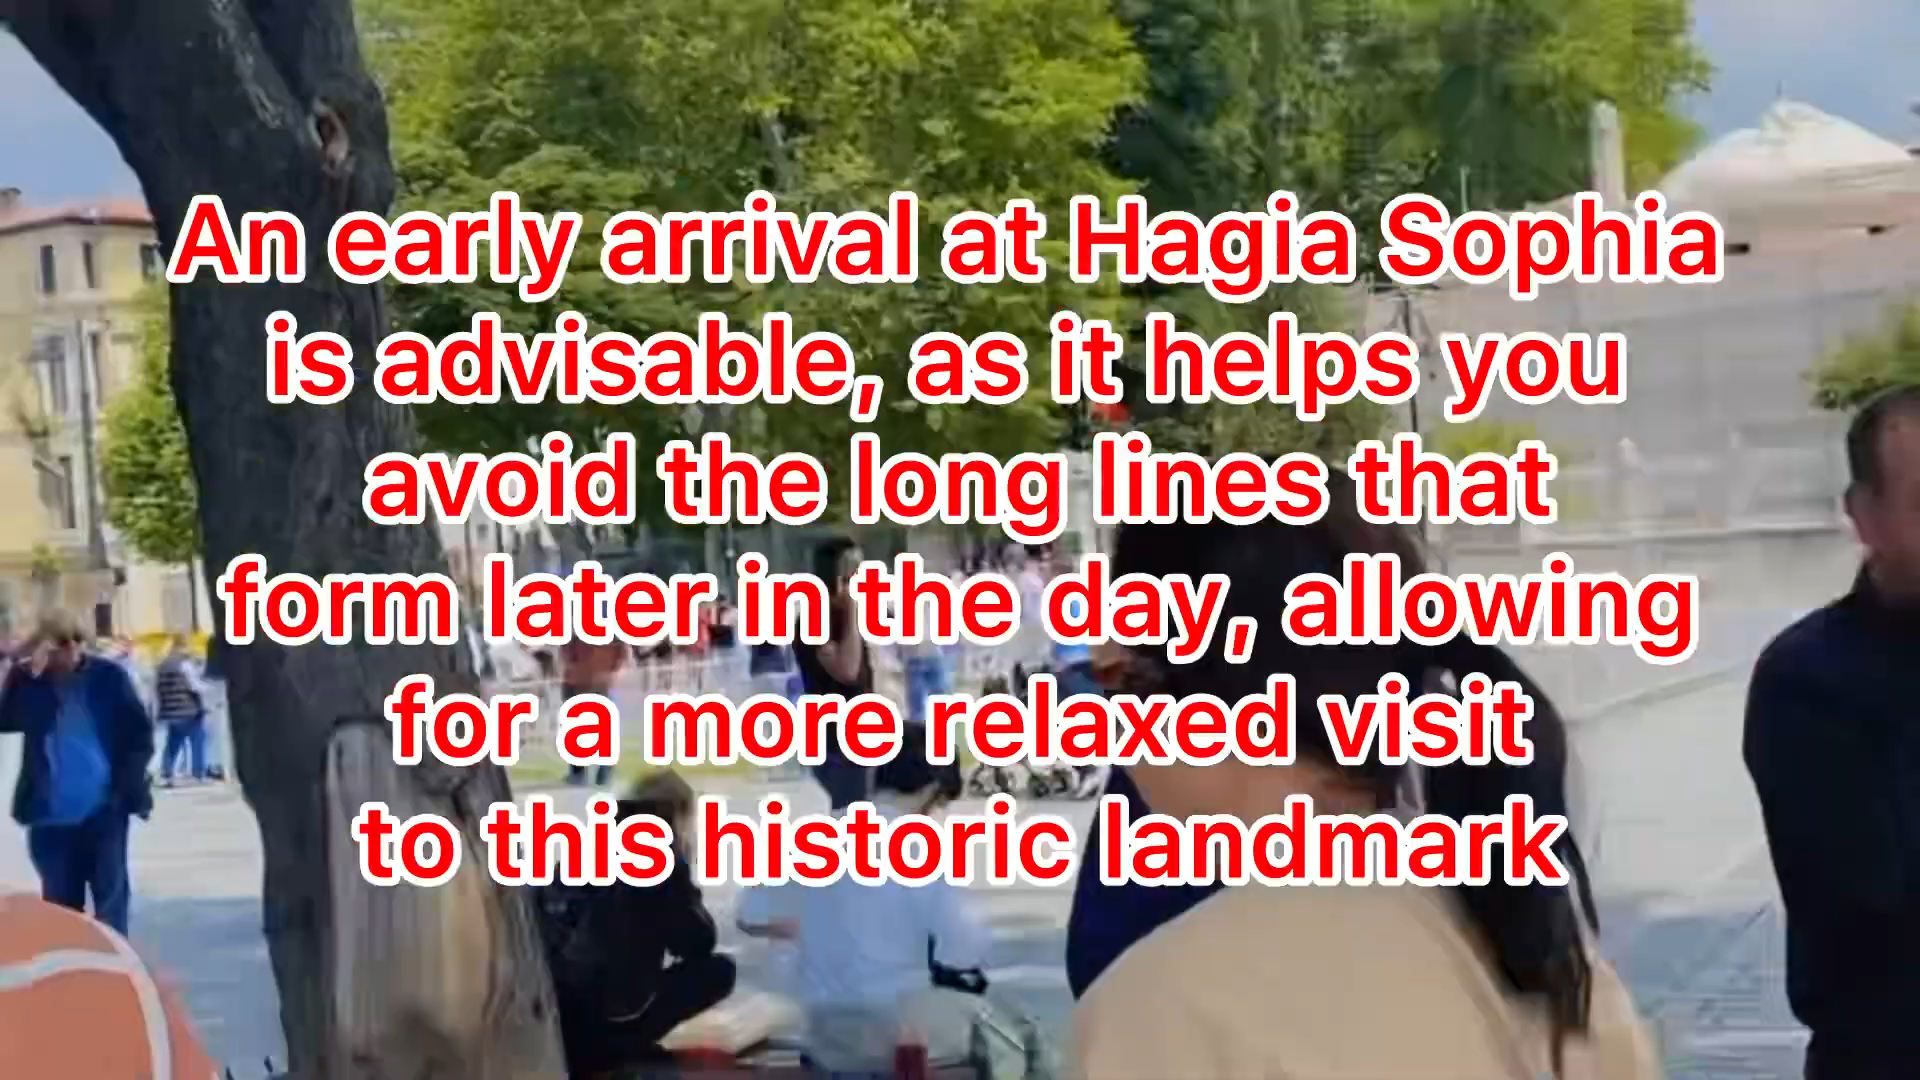 An early arrival at Hagia Sophia
is advisable, as it helps you
avoid the long lines that
form later in the day, allowing
for a more relaxed visit
to this historic landmark